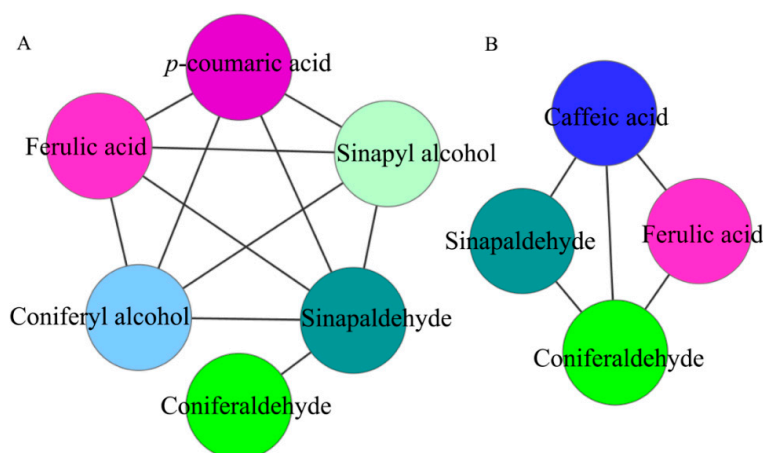 A
p-coumaric acid
Ferulic acid
Sinapyl alcohol
Coniferyl alcohol
Sinapaldehyde
Coniferaldehyde
B
Caffeic acid
Sinapaldehyde
Ferulic acid
Coniferaldehyde